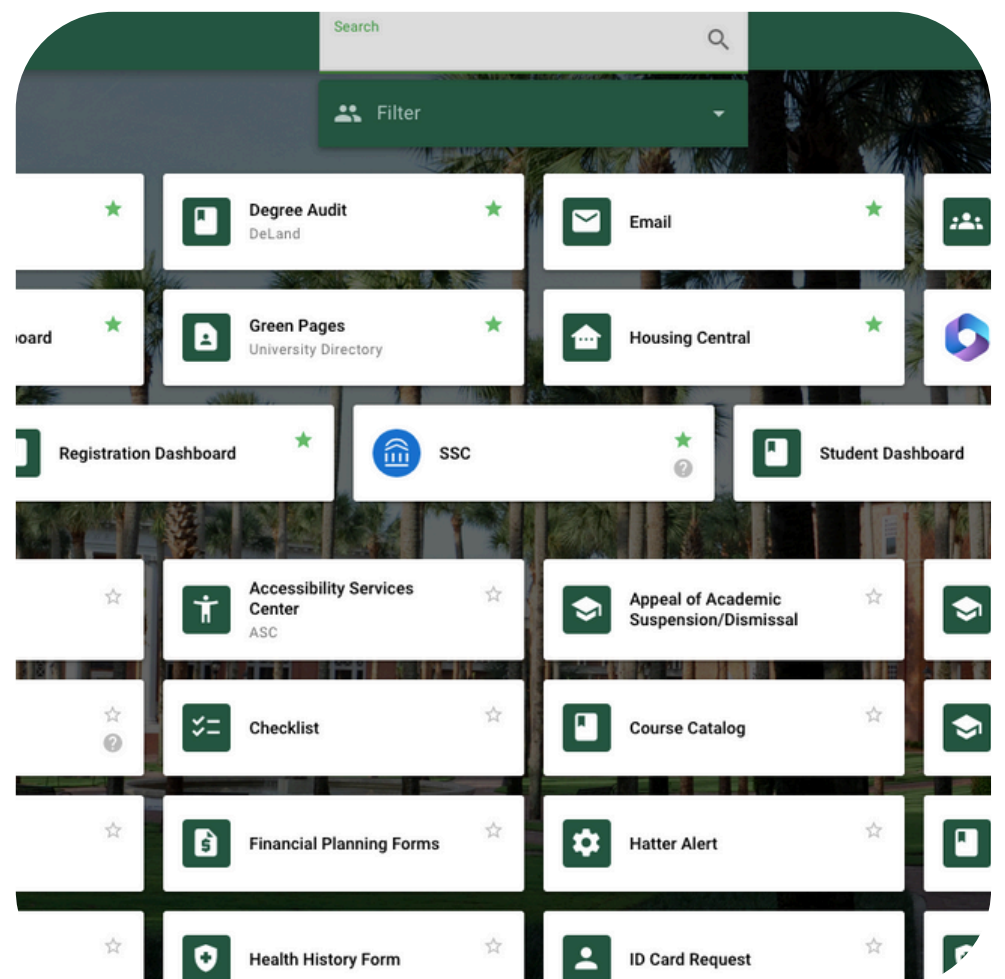 Search
Filter
Degree Audit
DeLand
Email
Green Pages
University Directory
Housing Central
Registration Dashboard
SSC
Student Dashboard
Accessibility Services
Center
ASC
Appeal of Academic
Suspension/Dismissal
Checklist
Course Catalog
Financial Planning Forms
Hatter Alert
Health History Form
ID Card Request